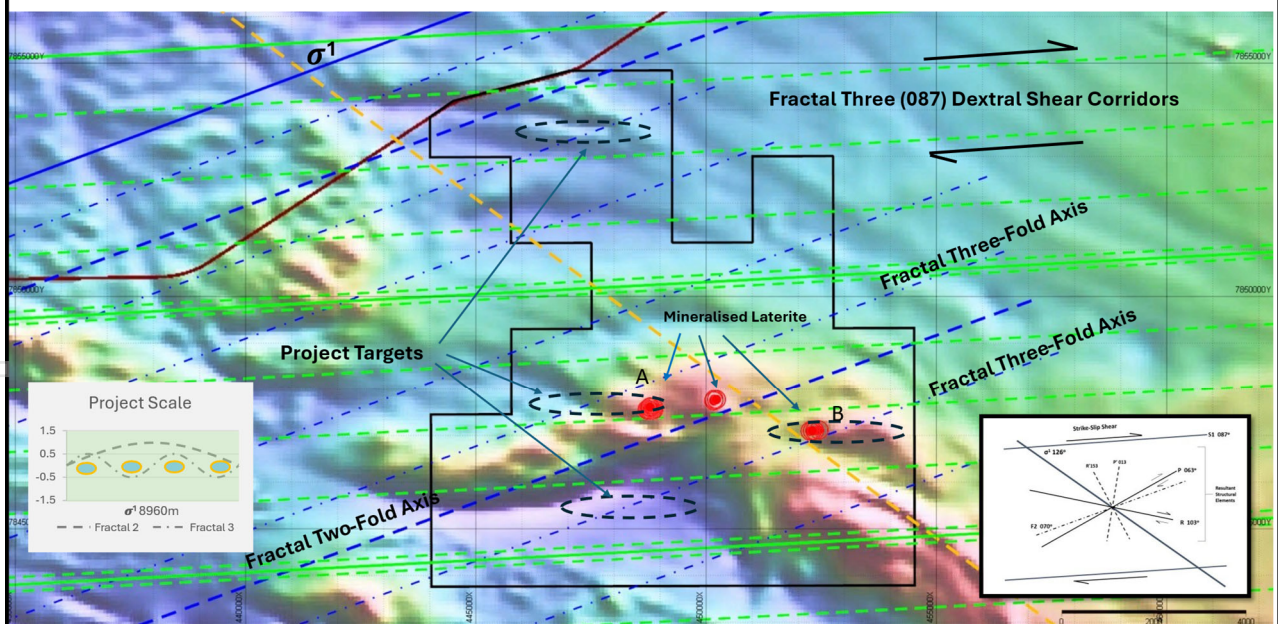 σ¹
7855000Y
7855000Y
Fractal Three (087) Dextral Shear Corridors
Fractal Three-Fold Axis
7850000Y
7850000Y
Mineralised Laterite
Project Targets
Fractal Three-Fold Axis
A
B
Project Scale
1.5
0.5
-0.5
-1.5
σ¹ 8960m
Fractal 2
Fractal 3
Fractal Two-Fold Axis
Strike-Slip Shear
S1 087°
σ¹ 126°
R'153
P' 013
P 063°
Resultant
Structural
Elements
F2 070°
R 103°
440000X
445000X
0
4000